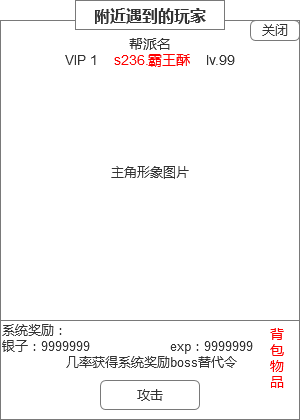 附近遇到的玩家
关闭
帮派名
VIP 1 s236.霸王酥 lv.99
主角形象图片
系统奖励：
银子：9999999 exp：9999999
几率获得系统奖励boss替代令
背包物品
攻击